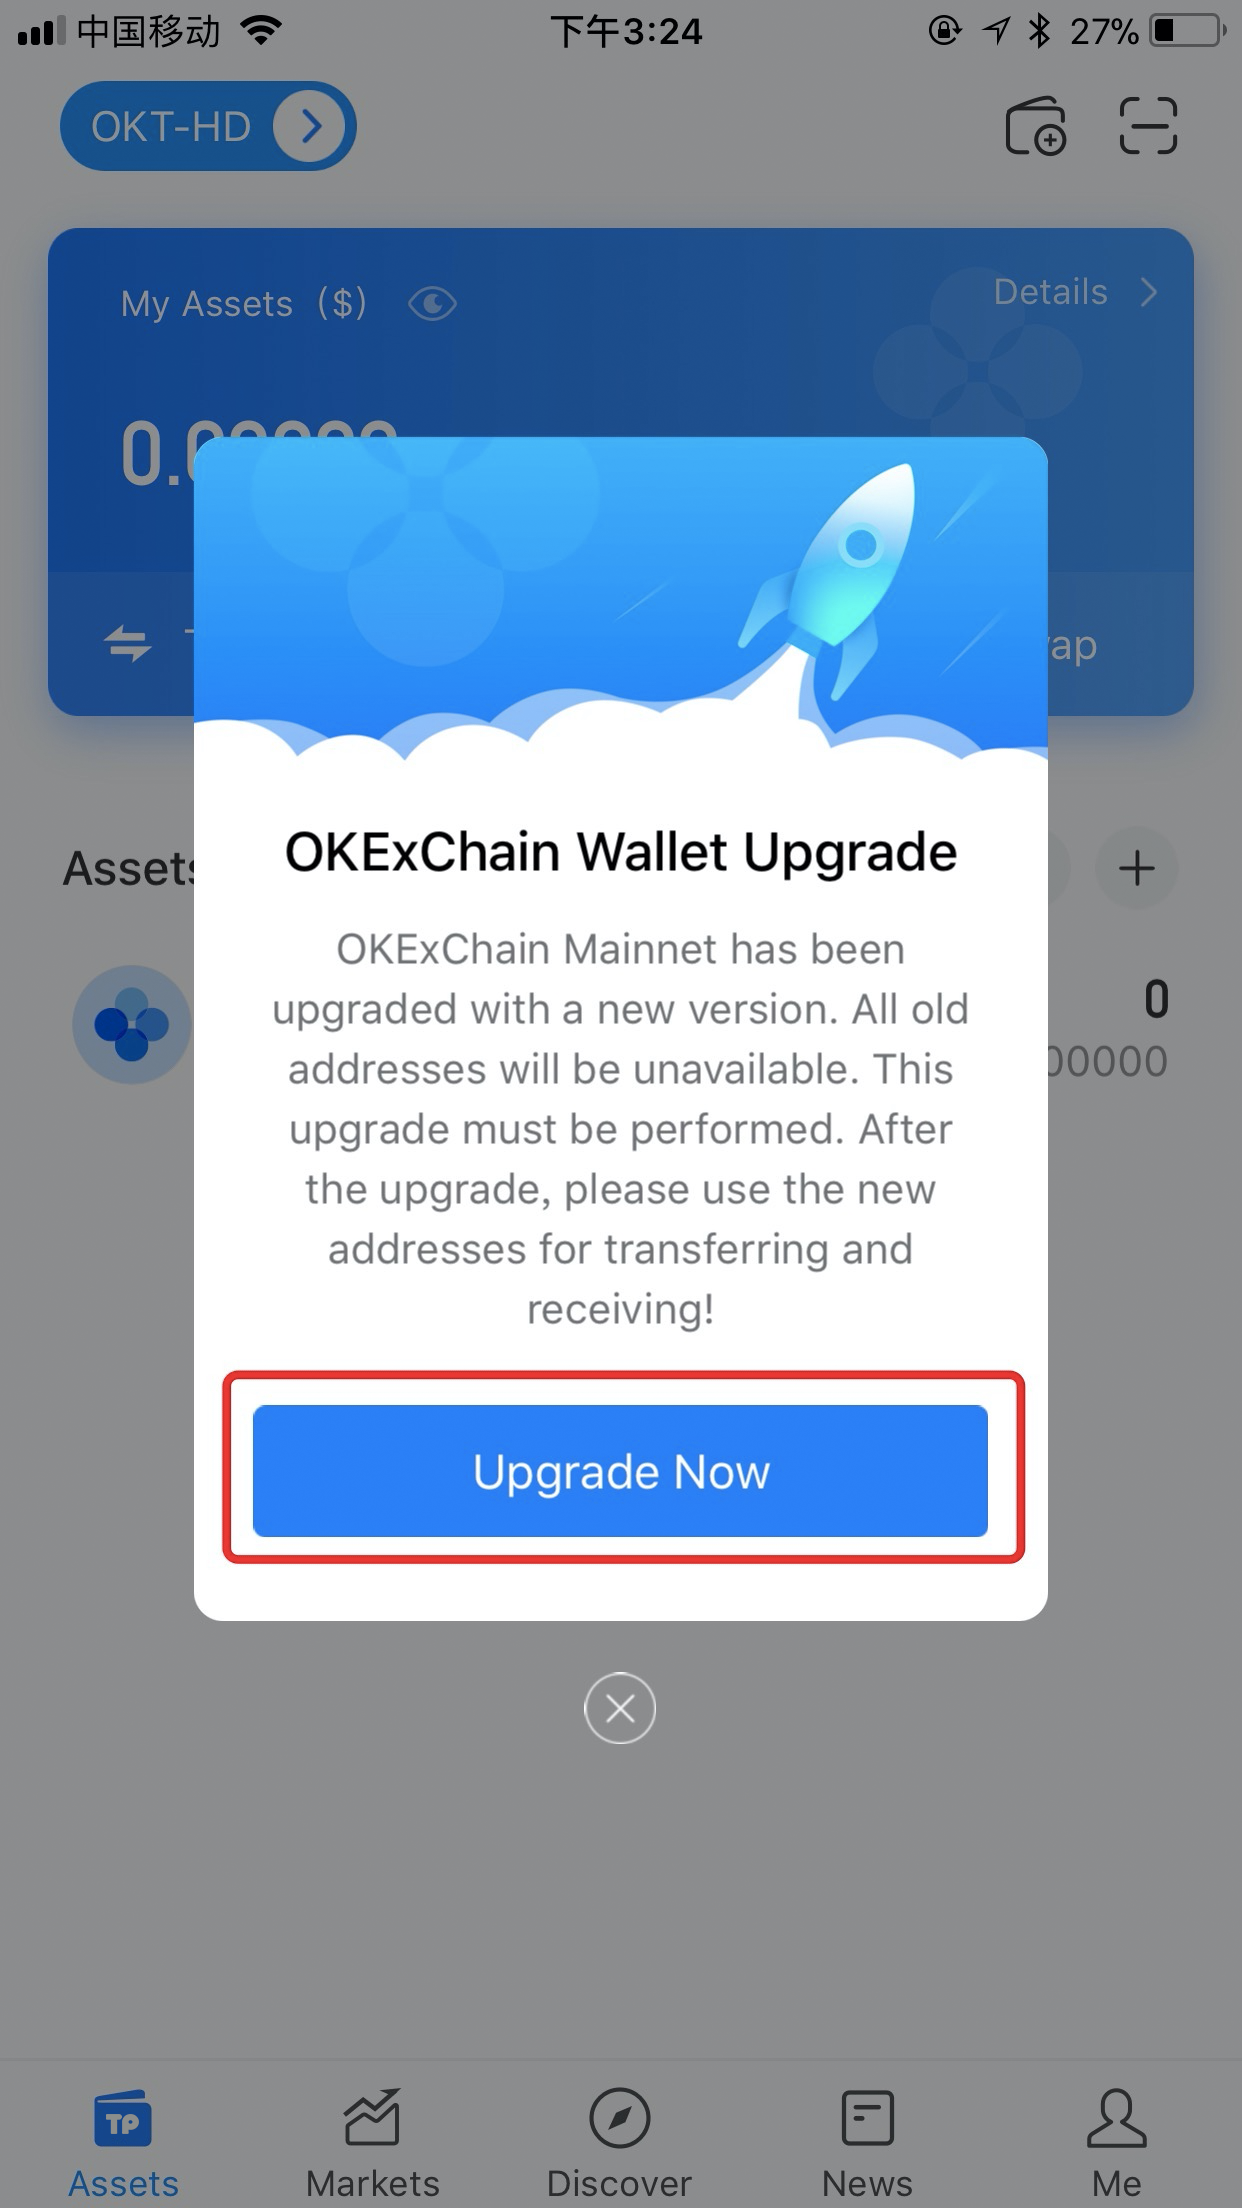 中国移动 下午3:24 27%
OKT-HD
My Assets ($)
Details
OKExChain Wallet Upgrade
Assets
OKExChain Mainnet has been
upgraded with a new version. All old
addresses will be unavailable. This
upgrade must be performed. After
the upgrade, please use the new
addresses for transferring and
receiving!
0
00000
Upgrade Now
TP
Assets Markets Discover News Me